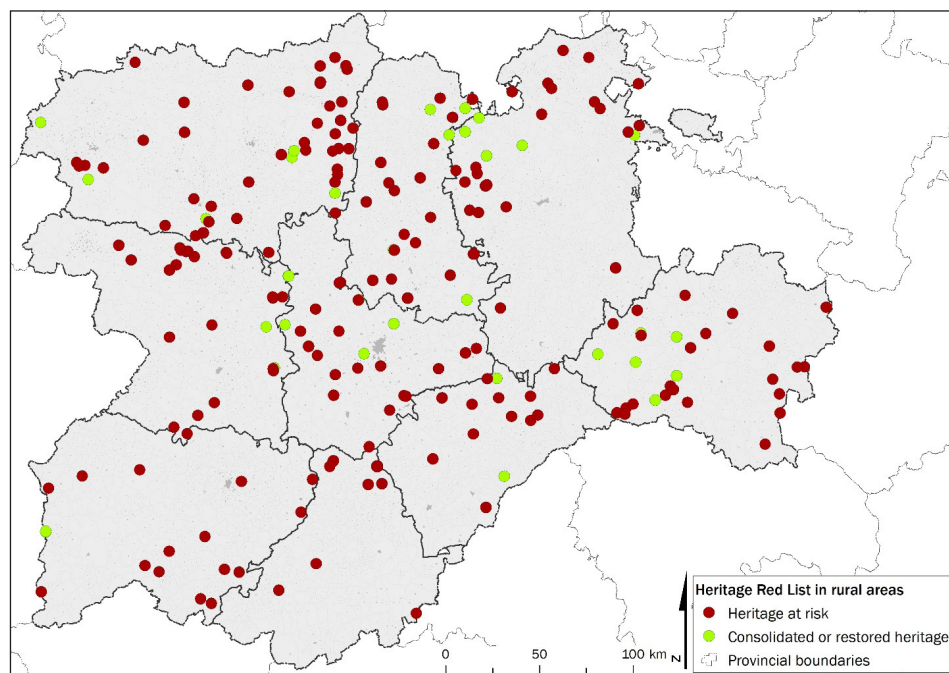 Heritage Red List in rural areas
Heritage at risk
Consolidated or restored heritage
Provincial boundaries
0 50 100 km
N